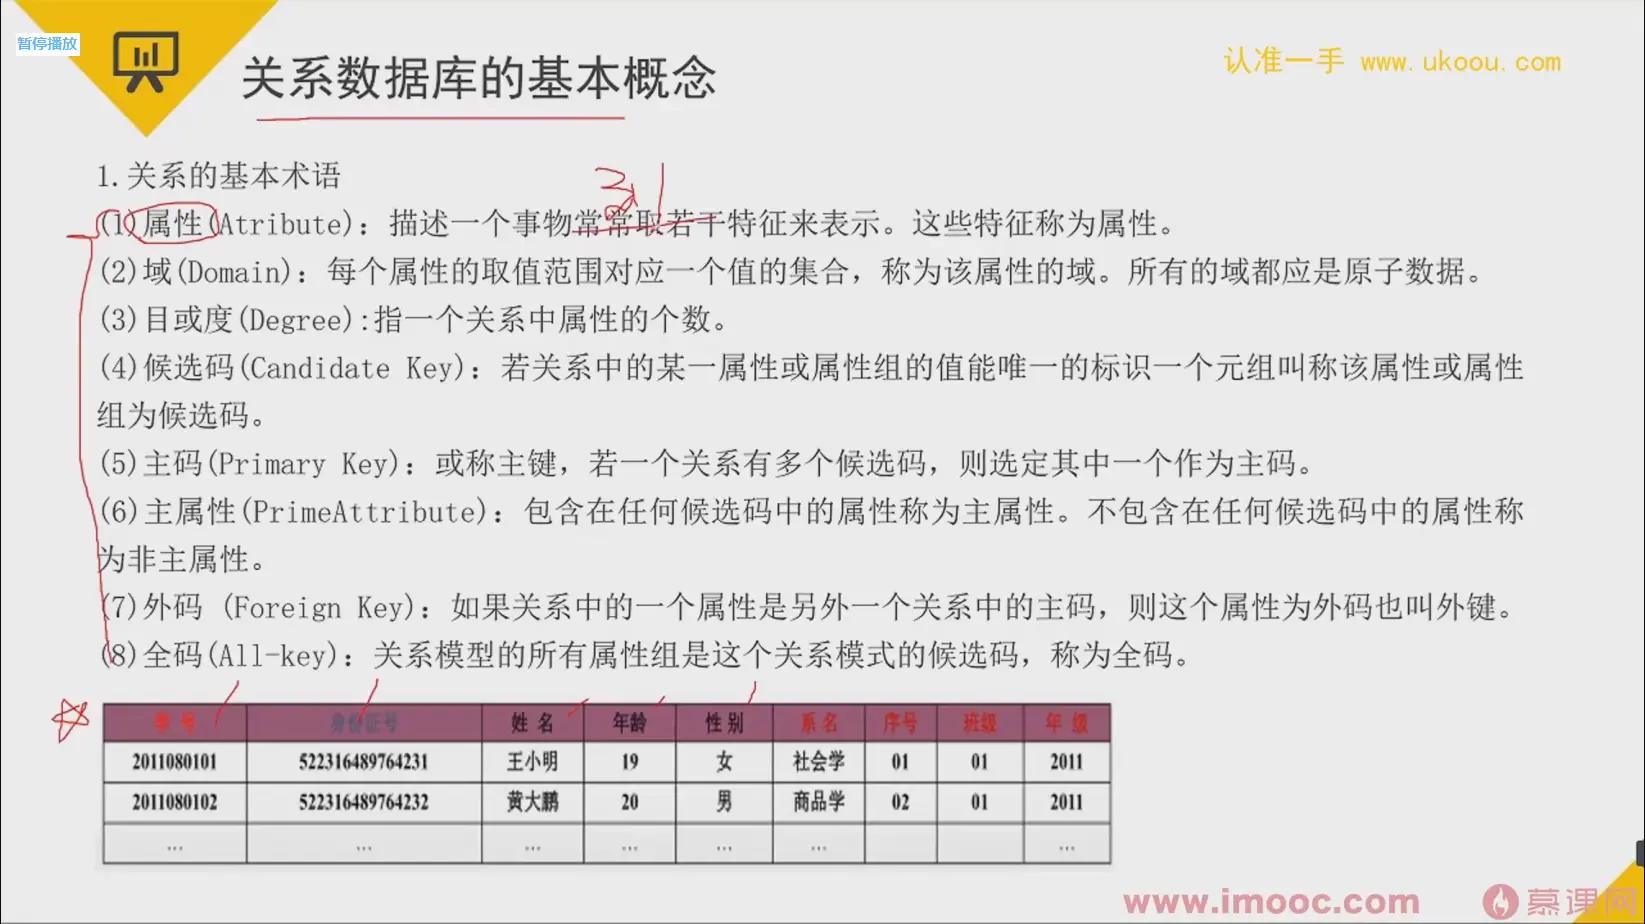 暂停播放
关系数据库的基本概念
认准一手 www.ukoou.com
1.关系的基本术语
(1)属性(Atribute)：描述一个事物常常取若干特征来表示。这些特征称为属性。
(2)域(Domain)：每个属性的取值范围对应一个值的集合，称为该属性的域。所有的域都应是原子数据。
(3)目或度(Degree):指一个关系中属性的个数。
(4)候选码(Candidate Key)：若关系中的某一属性或属性组的值能唯一的标识一个元组叫称该属性或属性
组为候选码。
(5)主码(Primary Key)：或称主键，若一个关系有多个候选码，则选定其中一个作为主码。
(6)主属性(PrimeAttribute)：包含在任何候选码中的属性称为主属性。不包含在任何候选码中的属性称
为非主属性。
(7)外码 (Foreign Key)：如果关系中的一个属性是另外一个关系中的主码，则这个属性为外码也叫外键。
(8)全码(All-key)：关系模型的所有属性组是这个关系模式的候选码，称为全码。
学 号 身份证号 姓 名 年龄 性 别 系 名 序号 班级 年 级
2011080101 522316489764231 王小明 19 女 社会学 01 01 2011
2011080102 522316489764232 黄大鹏 20 男 商品学 02 01 2011
... ... ... ... ... ... ...
www.imooc.com 慕课网